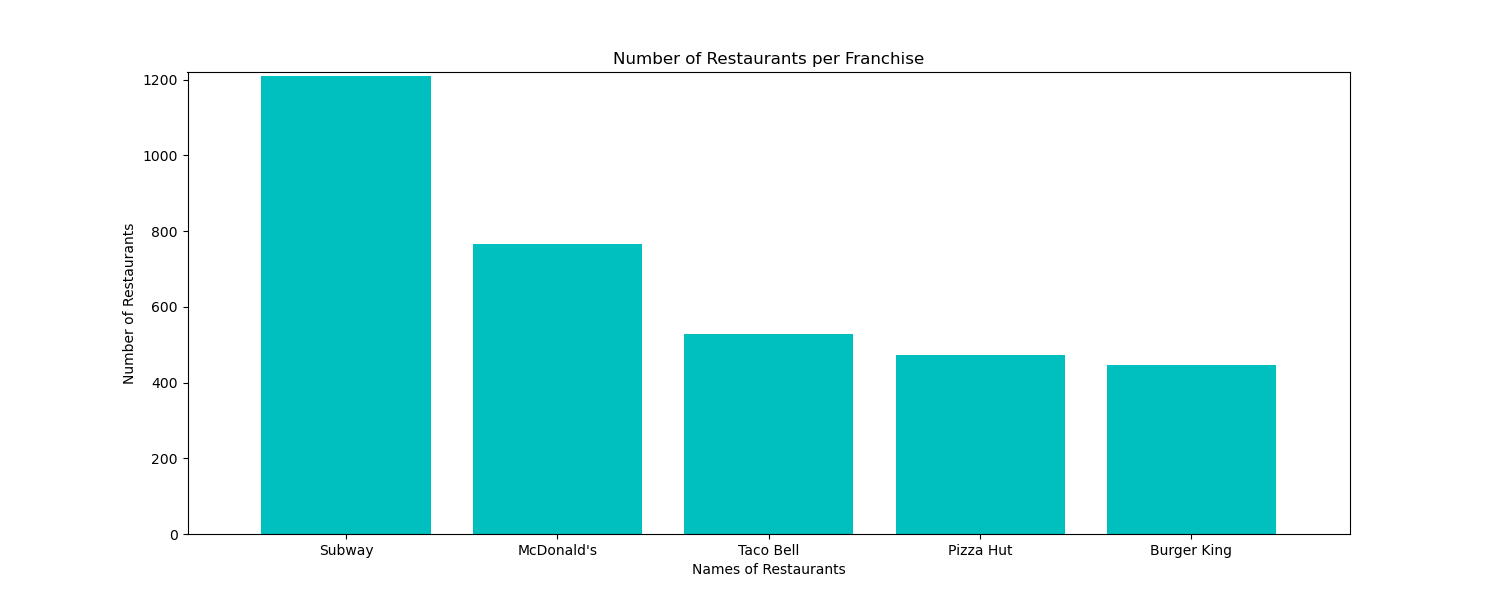 Number of Restaurants per Franchise
1200
1000
800
600
400
200
0
Number of Restaurants
Subway
McDonald's
Taco Bell
Pizza Hut
Burger King
Names of Restaurants